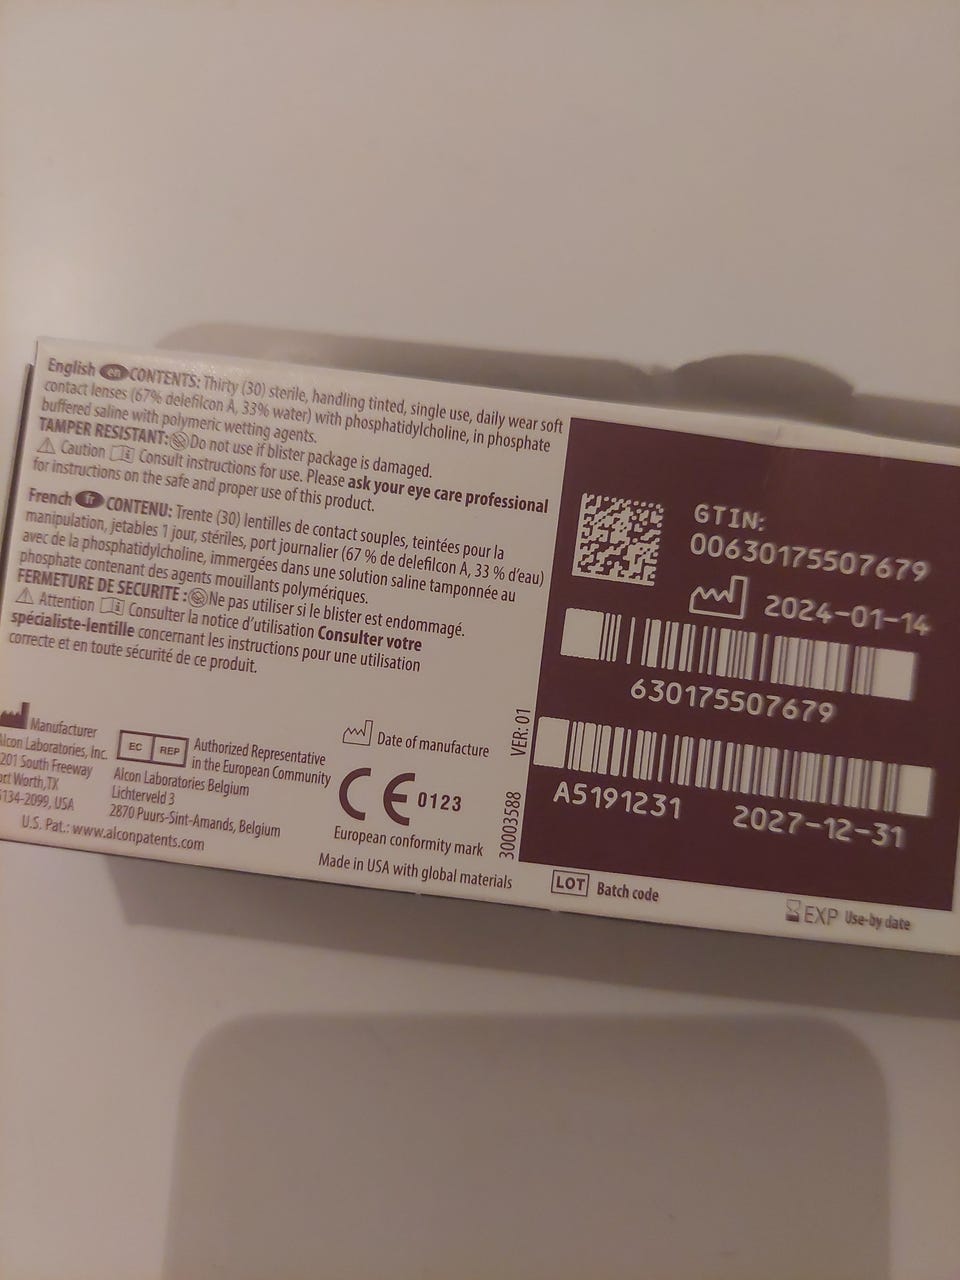 English en CONTENTS: Thirty (30) sterile, handling tinted, single use, daily wear soft
contact lenses (67% delefilcon A, 33% water) with phosphatidylcholine, in phosphate
buffered saline with polymeric wetting agents.
TAMPER RESISTANT: Do not use if blister package is damaged.
Caution Consult instructions for use. Please ask your eye care professional
for instructions on the safe and proper use of this product.
French fr CONTENU: Trente (30) lentilles de contact souples, teintées pour la
manipulation, jetables 1 jour, stériles, port journalier (67 % de delefilcon A, 33 % d'eau)
avec de la phosphatidylcholine, immergées dans une solution saline tamponnée au
phosphate contenant des agents mouillants polymériques.
FERMETURE DE SECURITE : Ne pas utiliser si le blister est endommagé.
Attention Consulter la notice d'utilisation Consulter votre
spécialiste-lentille concernant les instructions pour une utilisation
correcte et en toute sécurité de ce produit.
Manufacturer
Alcon Laboratories, Inc.
201 South Freeway
ort Worth, TX
134-2099, USA
U.S. Pat.: www.alconpatents.com
EC REP Authorized Representative
in the European Community
Alcon Laboratories Belgium
Lichterveld 3
2870 Puurs-Sint-Amands, Belgium
Date of manufacture
CE 0123
European conformity mark
Made in USA with global materials
30003588 VER: 01
GTIN:
00630175507679
2024-01-14
630175507679
A5191231 2027-12-31
LOT Batch code
EXP Use-by date